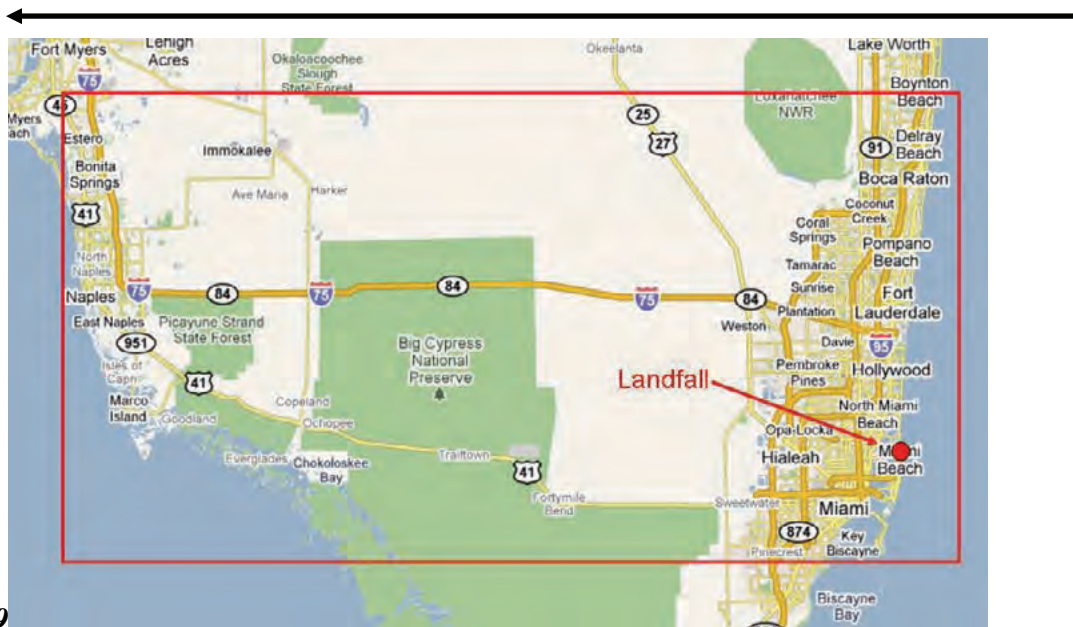 Fort Myers
Lehigh
Acres
Okaloacoochee
Slough
State Forest
Okeelanta
Lake Worth
75
Boynton
Beach
Loxahatchee
NWR
45
Myers
ach
Estero
Immokalee
25
27
91
Delray
Beach
Bonita
Springs
Ave Maria
Harker
Boca Raton
41
Coconut
Creek
Coral
Springs
North
Naples
Pompano
Beach
Tamarac
Naples
75
84
75
84
75
84
Sunrise
Fort
Lauderdale
Plantation
East Naples
Picayune Strand
State Forest
Weston
951
Big Cypress
National
Preserve
Davie
95
Isles of
Capri
41
Pembroke
Pines
Hollywood
Landfall
Marco
Island
Copeland
Goodland
Ochopee
North Miami
Beach
Opa-Locka
Everglades
Chokoloskee
Bay
Trailtown
Hialeah
Miami
Beach
41
Fortymile
Bend
Sweetwater
Miami
874
Key
Biscayne
Pinecrest
Biscayne
Bay
9